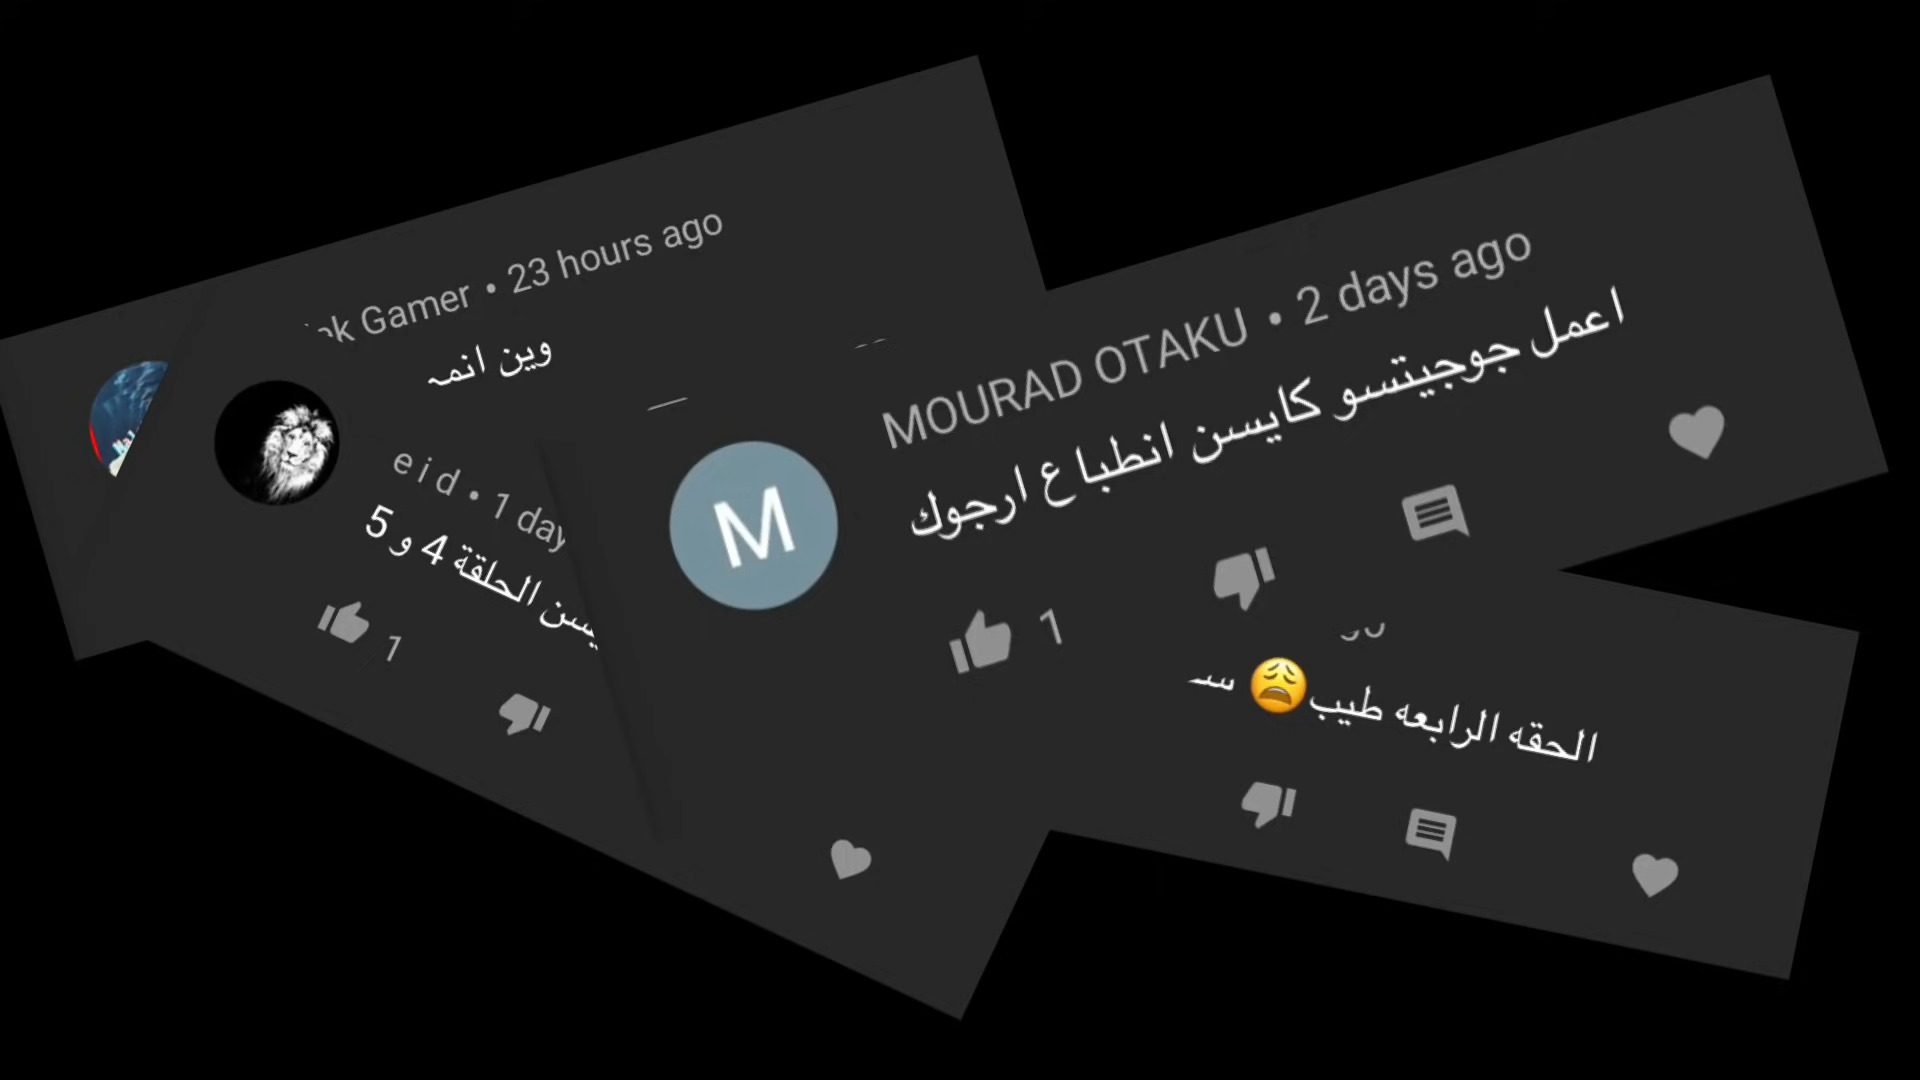 Gamer • 23 hours ago
وين
e i d • 1 day
الحلقة 4 و 5
1
M
MOURAD OTAKU • 2 days ago
اعمل جوجيتسو كايسن انطباع ارجوك
1
الحقه الرابعه طيب😩